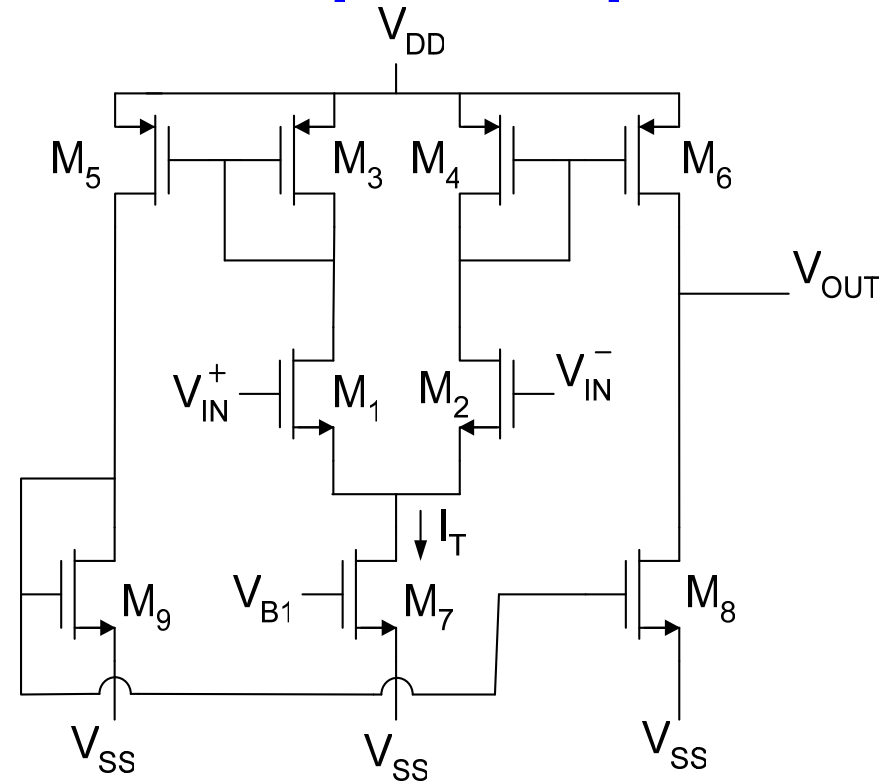 V_DD
M_5
M_3
M_4
M_6
V_OUT
V_IN^+
M_1
M_2
V_IN^−
I_T
M_9
V_B1
M_7
M_8
V_SS
V_SS
V_SS